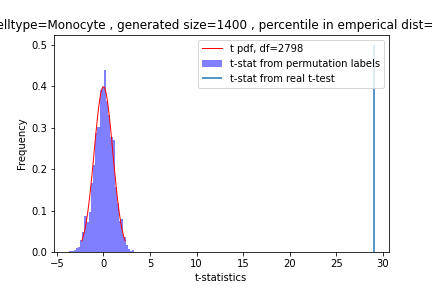 elltype=Monocyte , generated size=1400 , percentile in emperical dist=
0.5
0.4
0.3
0.2
0.1
0.0
Frequency
t pdf, df=2798
t-stat from permutation labels
t-stat from real t-test
−5 0 5 10 15 20 25 30
t-statistics